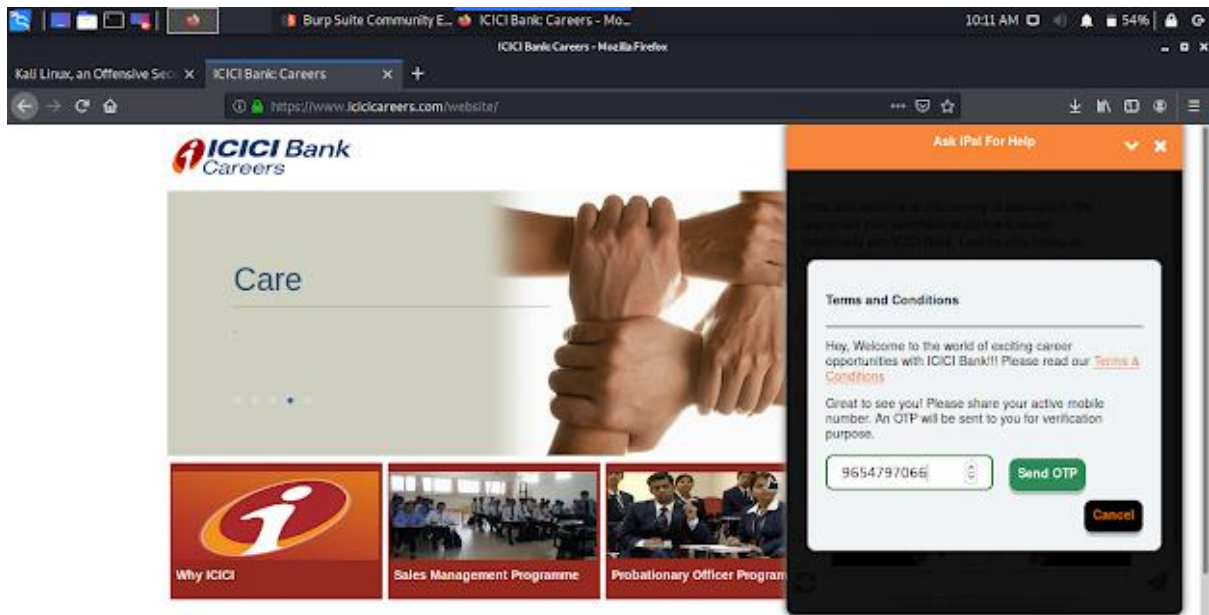 Burp Suite Community E...
ICICI Bank: Careers - Mo...
10:11 AM
54%
ICICI Bank: Careers - Mozilla Firefox
Kali Linux, an Offensive Sec
ICICI Bank: Careers
https://www.icicicareers.com/website/
ICICI Bank
Careers
Care
Why ICICI
Sales Management Programme
Probationary Officer Program
Ask iPal For Help
Terms and Conditions
Hey, Welcome to the world of exciting career
opportunities with ICICI Bank!!! Please read our Terms &
Conditions
Great to see you! Please share your active mobile
number. An OTP will be sent to you for verification
purpose.
9654797066
Send OTP
Cancel